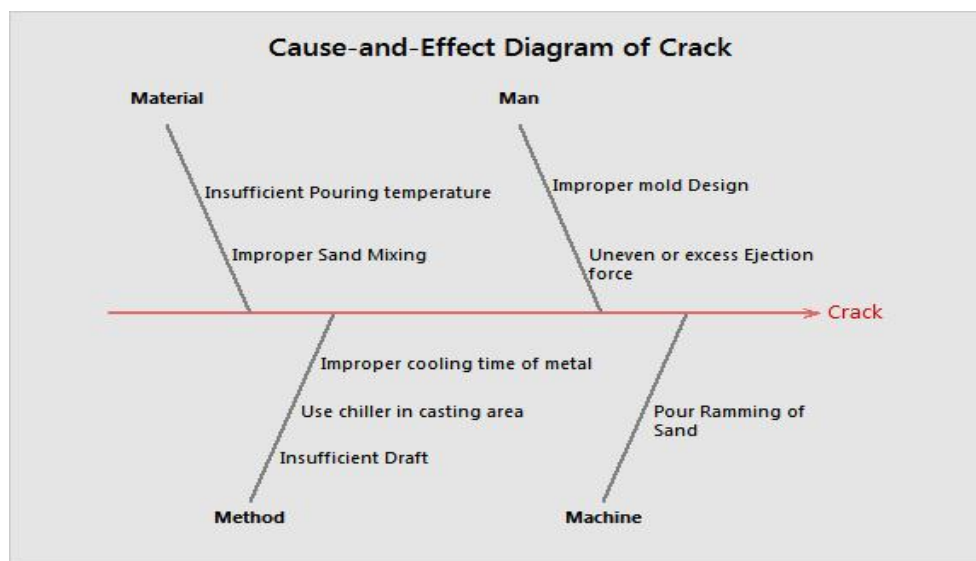 Cause-and-Effect Diagram of Crack
Material
Man
Insufficient Pouring temperature
Improper mold Design
Improper Sand Mixing
Uneven or excess Ejection
force
Crack
Improper cooling time of metal
Use chiller in casting area
Pour Ramming of
Sand
Insufficient Draft
Method
Machine